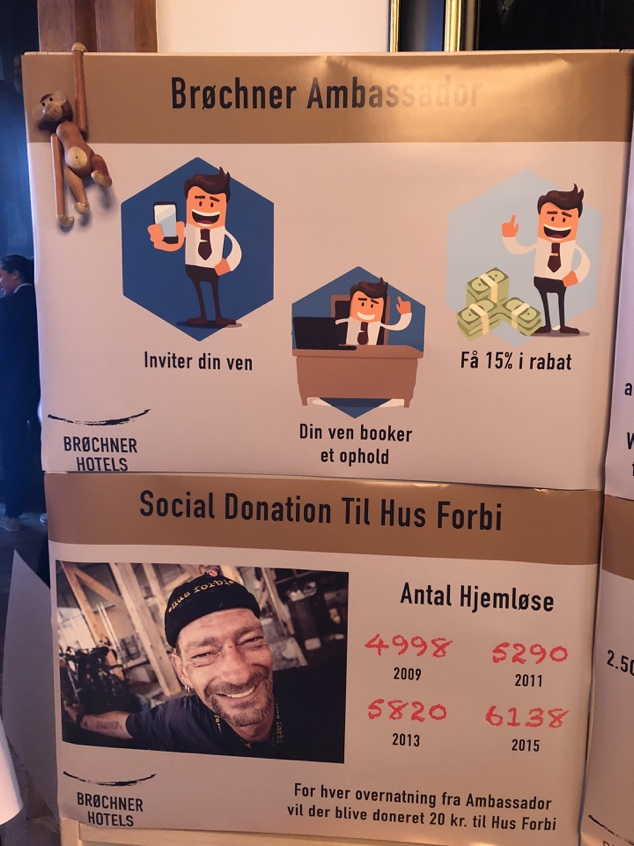 Brøchner Ambassador
Inviter din ven
Din ven booker
et ophold
Få 15% i rabat
BRØCHNER
HOTELS
Social Donation Til Hus Forbi
Hus forbi
Antal Hjemløse
4998
5290
2009
2011
5820
6138
2013
2015
BRØCHNER
HOTELS
For hver overnatning fra Ambassador
vil der blive doneret 20 kr. til Hus Forbi